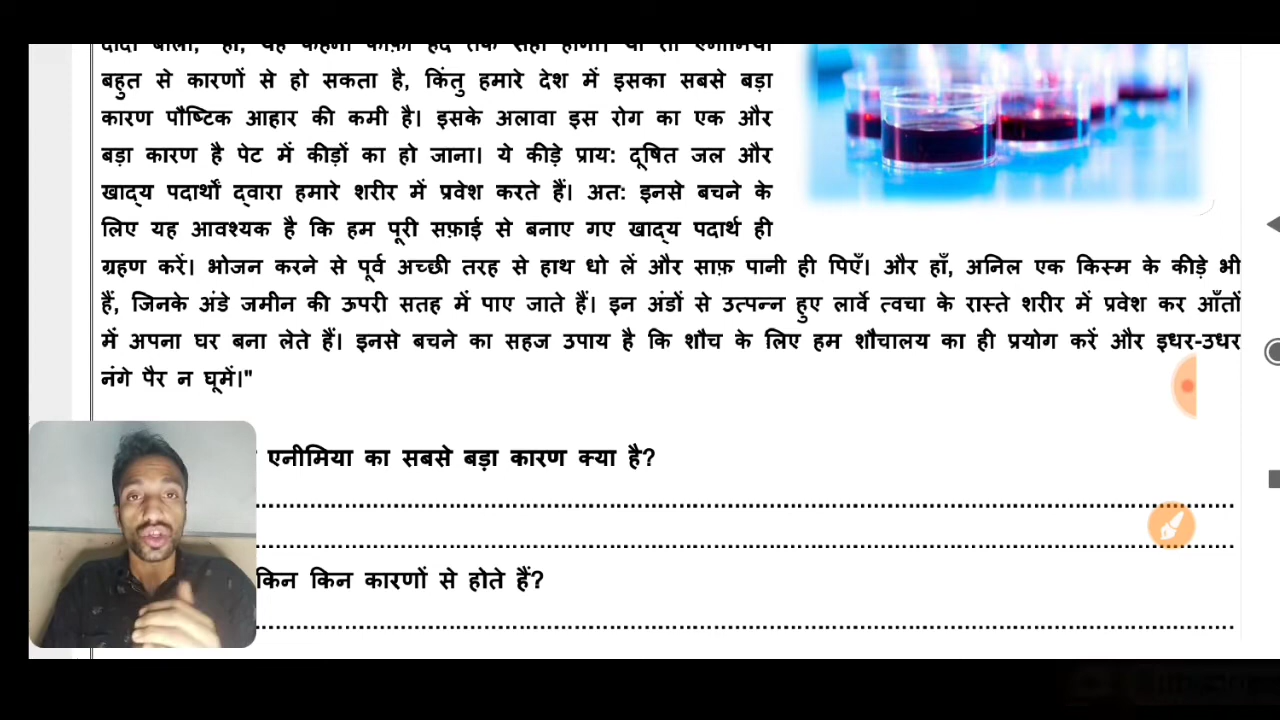 बहुत से कारणों से हो सकता है, किंतु हमारे देश में इसका सबसे बड़ा
कारण पौष्टिक आहार की कमी है। इसके अलावा इस रोग का एक और
बड़ा कारण है पेट में कीड़ों का हो जाना। ये कीड़े प्राय: दूषित जल और
खाद्य पदार्थों द्वारा हमारे शरीर में प्रवेश करते हैं। अत: इनसे बचने के
लिए यह आवश्यक है कि हम पूरी सफ़ाई से बनाए गए खाद्य पदार्थ ही
ग्रहण करें। भोजन करने से पूर्व अच्छी तरह से हाथ धो लें और साफ़ पानी ही पिएँ। और हाँ, अनिल एक किस्म के कीड़े भी
हैं, जिनके अंडे जमीन की ऊपरी सतह में पाए जाते हैं। इन अंडों से उत्पन्न हुए लार्वे त्वचा के रास्ते शरीर में प्रवेश कर आँतों
में अपना घर बना लेते हैं। इनसे बचने का सहज उपाय है कि शौच के लिए हम शौचालय का ही प्रयोग करें और इधर-उधर
नंगे पैर न घूमें।"
एनीमिया का सबसे बड़ा कारण क्या है?
किन किन कारणों से होते हैं?